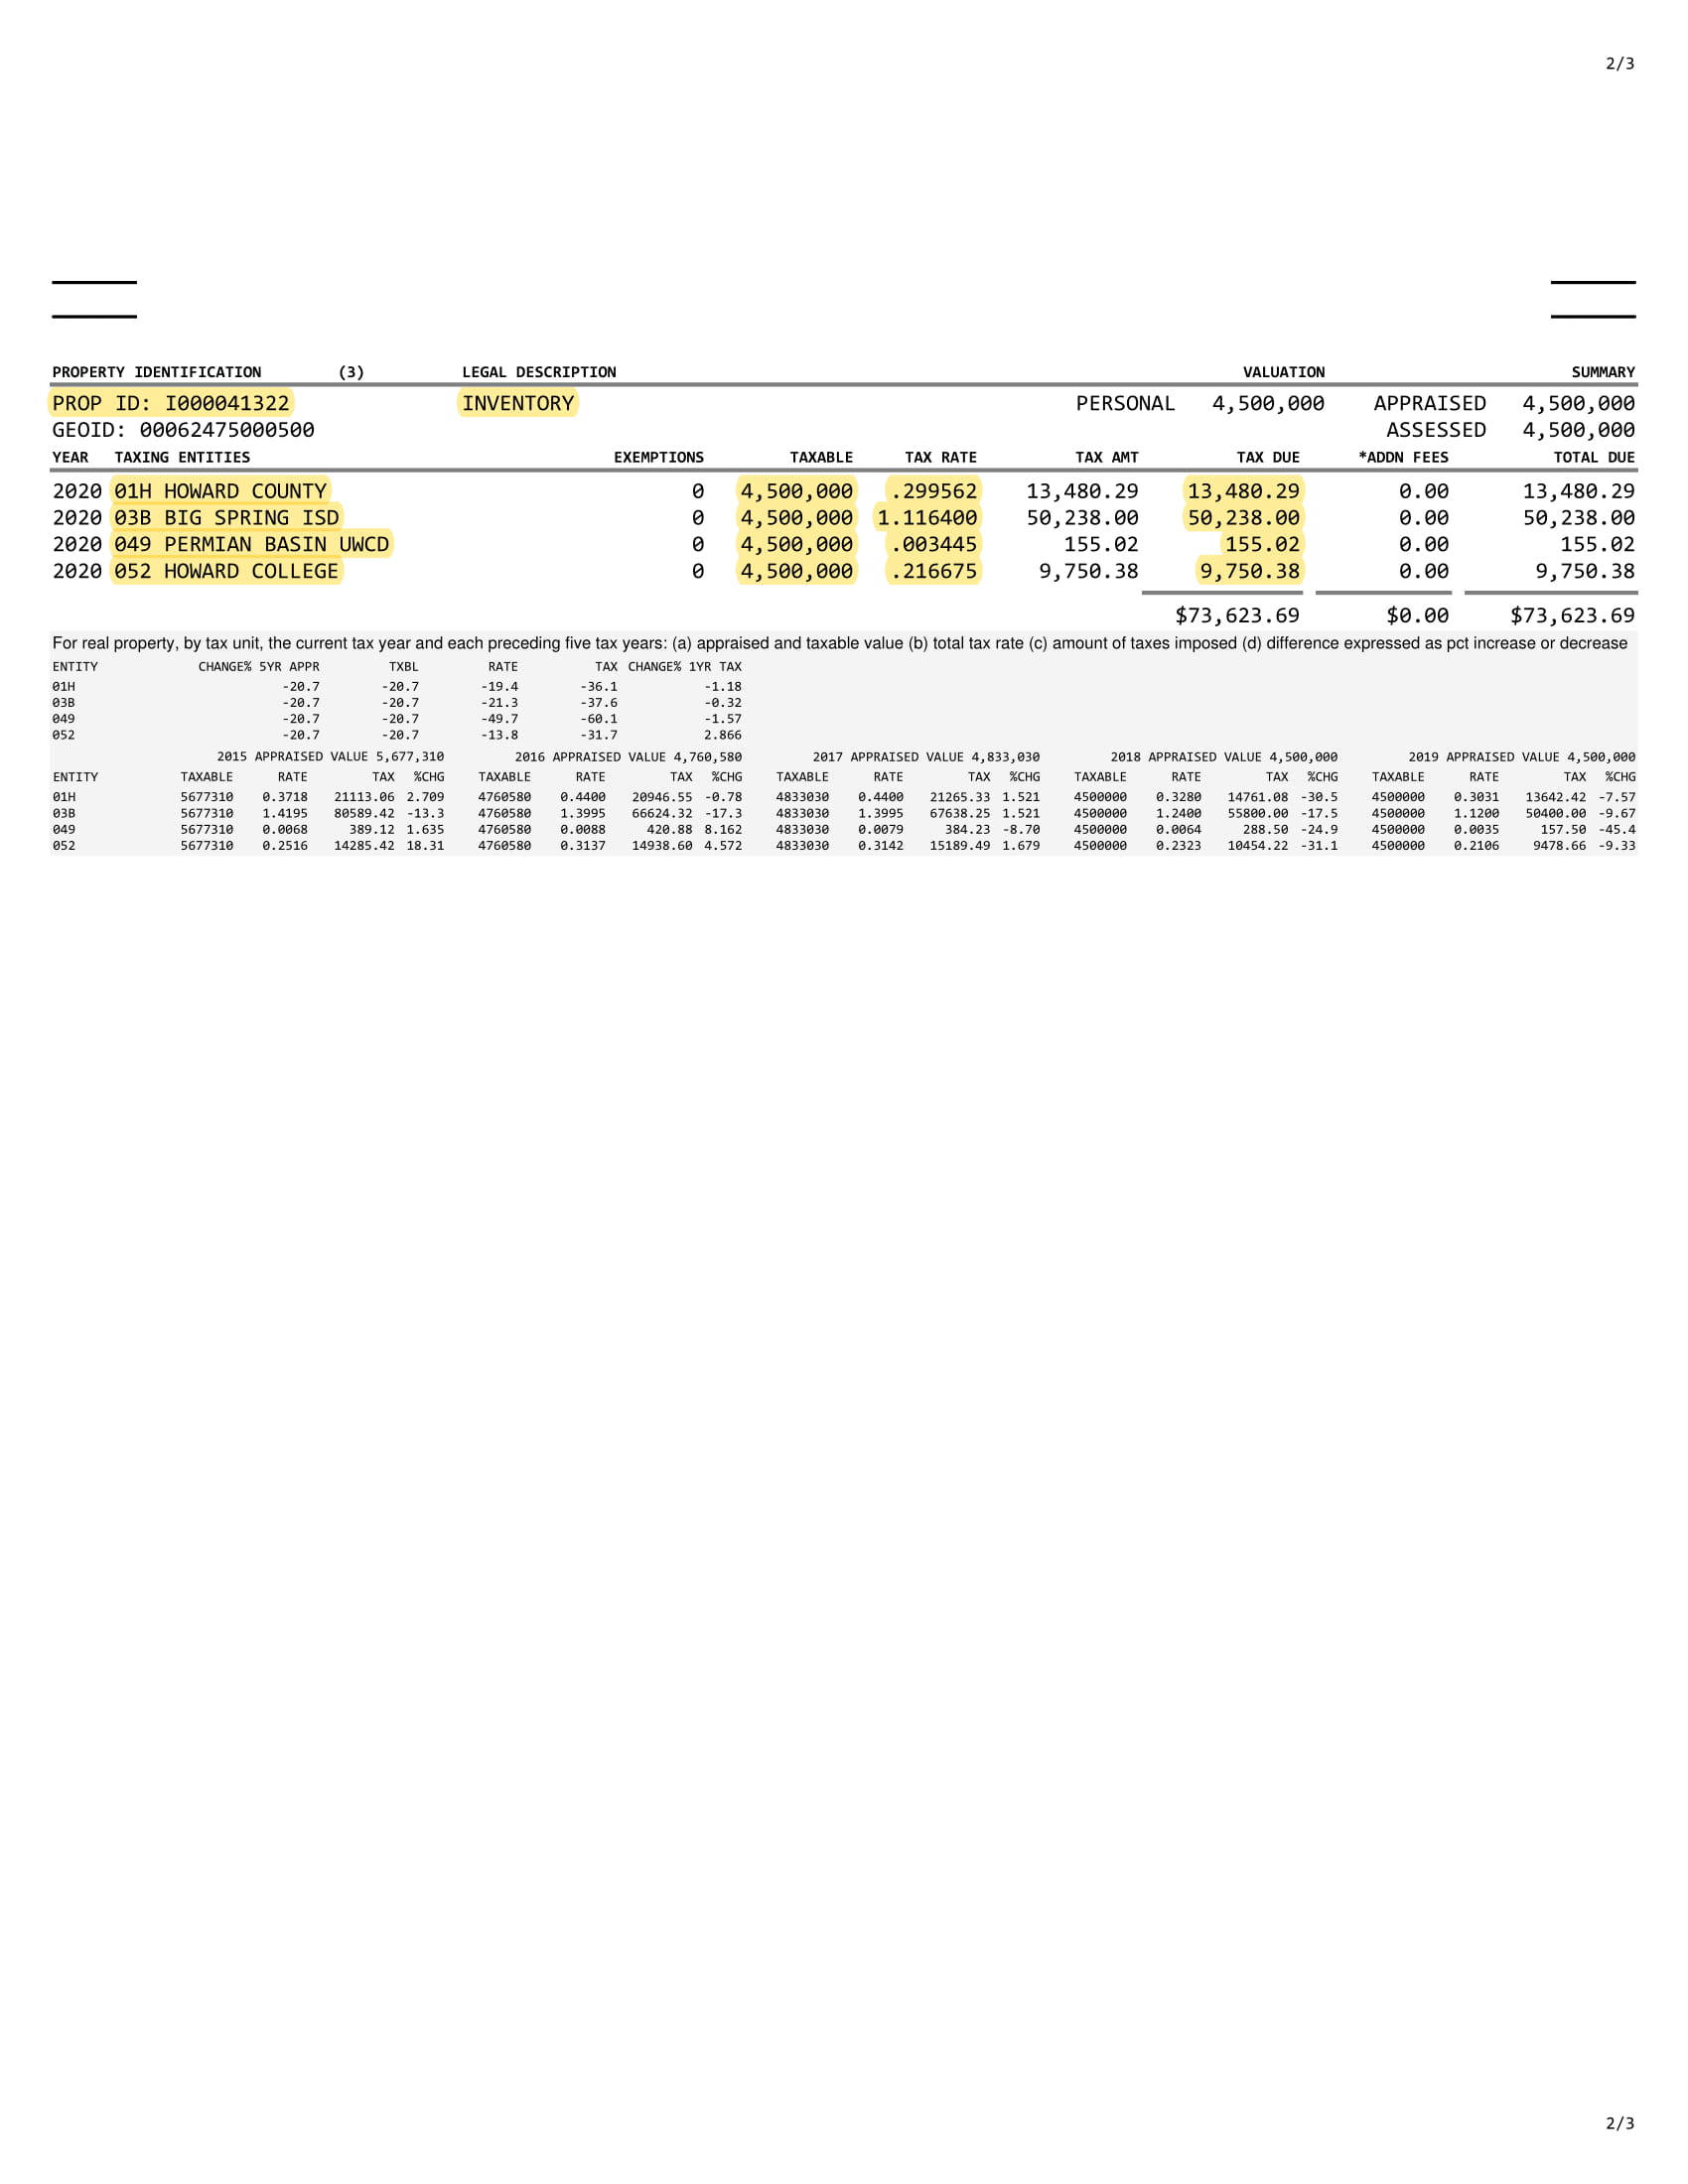 2/3
PROPERTY IDENTIFICATION (3) LEGAL DESCRIPTION VALUATION SUMMARY
PROP ID: I000041322 INVENTORY PERSONAL 4,500,000 APPRAISED 4,500,000
GEOID: 00062475000500 ASSESSED 4,500,000
YEAR TAXING ENTITIES EXEMPTIONS TAXABLE TAX RATE TAX AMT TAX DUE *ADDN FEES TOTAL DUE
2020 01H HOWARD COUNTY 0 4,500,000 .299562 13,480.29 13,480.29 0.00 13,480.29
2020 03B BIG SPRING ISD 0 4,500,000 1.116400 50,238.00 50,238.00 0.00 50,238.00
2020 049 PERMIAN BASIN UWCD 0 4,500,000 .003445 155.02 155.02 0.00 155.02
2020 052 HOWARD COLLEGE 0 4,500,000 .216675 9,750.38 9,750.38 0.00 9,750.38
$73,623.69 $0.00 $73,623.69
For real property, by tax unit, the current tax year and each preceding five tax years: (a) appraised and taxable value (b) total tax rate (c) amount of taxes imposed (d) difference expressed as pct increase or decrease
ENTITY CHANGE% 5YR APPR TXBL RATE TAX CHANGE% 1YR TAX
01H -20.7 -20.7 -19.4 -36.1 -1.18
03B -20.7 -20.7 -21.3 -37.6 -0.32
049 -20.7 -20.7 -49.7 -60.1 -1.57
052 -20.7 -20.7 -13.8 -31.7 2.866
2015 APPRAISED VALUE 5,677,310 2016 APPRAISED VALUE 4,760,580 2017 APPRAISED VALUE 4,833,030 2018 APPRAISED VALUE 4,500,000 2019 APPRAISED VALUE 4,500,000
ENTITY TAXABLE RATE TAX %CHG TAXABLE RATE TAX %CHG TAXABLE RATE TAX %CHG TAXABLE RATE TAX %CHG TAXABLE RATE TAX %CHG
01H 5677310 0.3718 21113.06 2.709 4760580 0.4400 20946.55 -0.78 4833030 0.4400 21265.33 1.521 4500000 0.3280 14761.08 -30.5 4500000 0.3031 13642.42 -7.57
03B 5677310 1.4195 80589.42 -13.3 4760580 1.3995 66624.32 -17.3 4833030 1.3995 67638.25 1.521 4500000 1.2400 55800.00 -17.5 4500000 1.1200 50400.00 -9.67
049 5677310 0.0068 389.12 1.635 4760580 0.0088 420.88 8.162 4833030 0.0079 384.23 -8.70 4500000 0.0064 288.50 -24.9 4500000 0.0035 157.50 -45.4
052 5677310 0.2516 14285.42 18.31 4760580 0.3137 14938.60 4.572 4833030 0.3142 15189.49 1.679 4500000 0.2323 10454.22 -31.1 4500000 0.2106 9478.66 -9.33
2/3